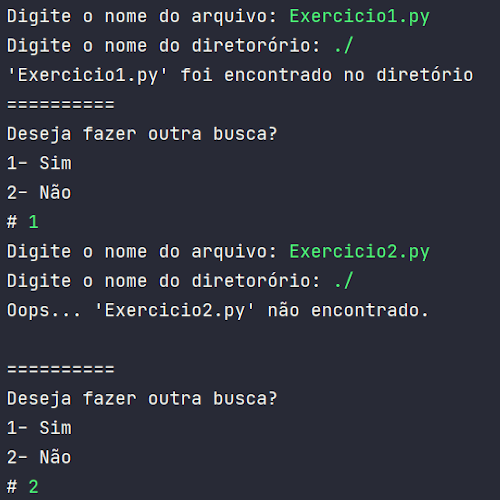 Digite o nome do arquivo: Exercicio1.py
Digite o nome do diretorório: ./
'Exercicio1.py' foi encontrado no diretório
==========
Deseja fazer outra busca?
1- Sim
2- Não
# 1
Digite o nome do arquivo: Exercicio2.py
Digite o nome do diretorório: ./
Oops... 'Exercicio2.py' não encontrado.
==========
Deseja fazer outra busca?
1- Sim
2- Não
# 2